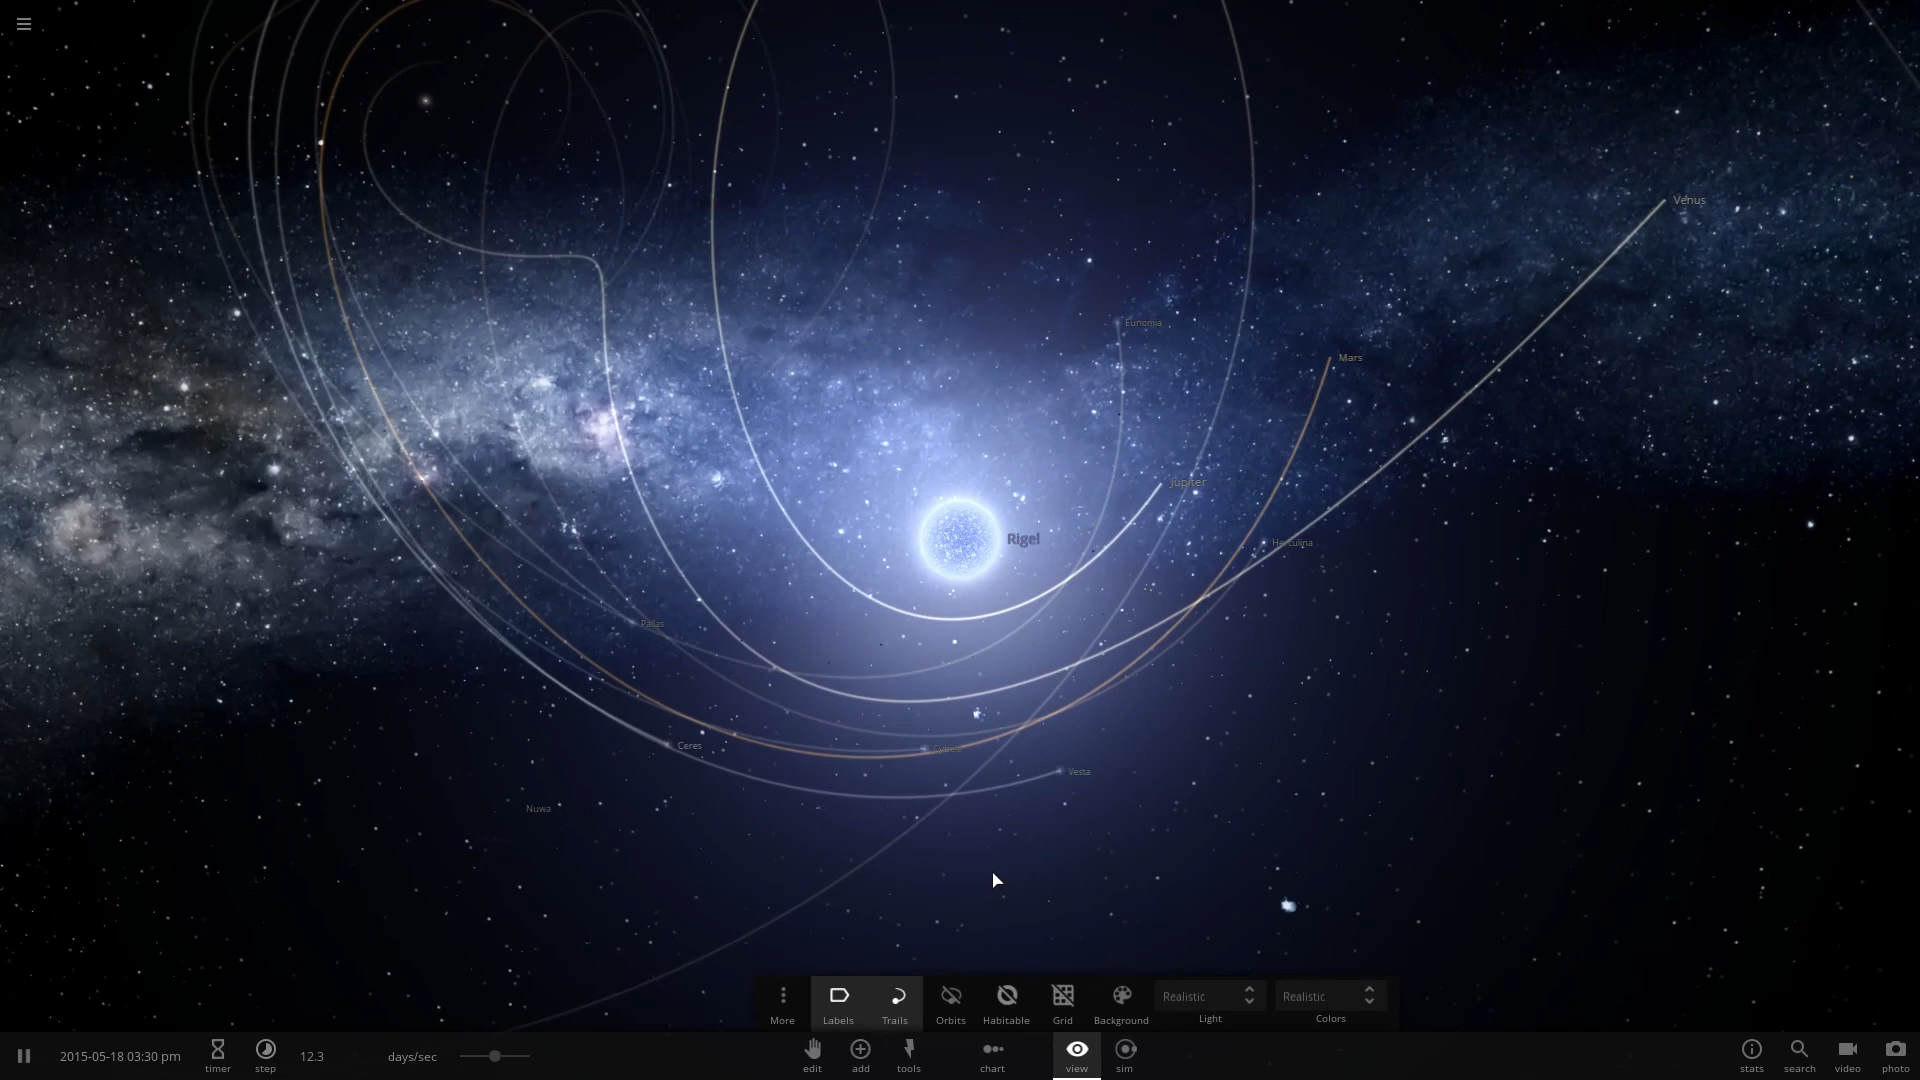 Venus
Eunomia
Mars
Jupiter
Rigel
Herculina
Pallas
Ceres
Cybele
Vesta
Nuwa
Realistic
Realistic
More
Labels
Trails
Orbits
Habitable
Grid
Background
Light
Colors
2015-05-18 03:30 pm
timer
step
12.3
days/sec
edit
add
tools
chart
view
sim
stats
search
video
photo